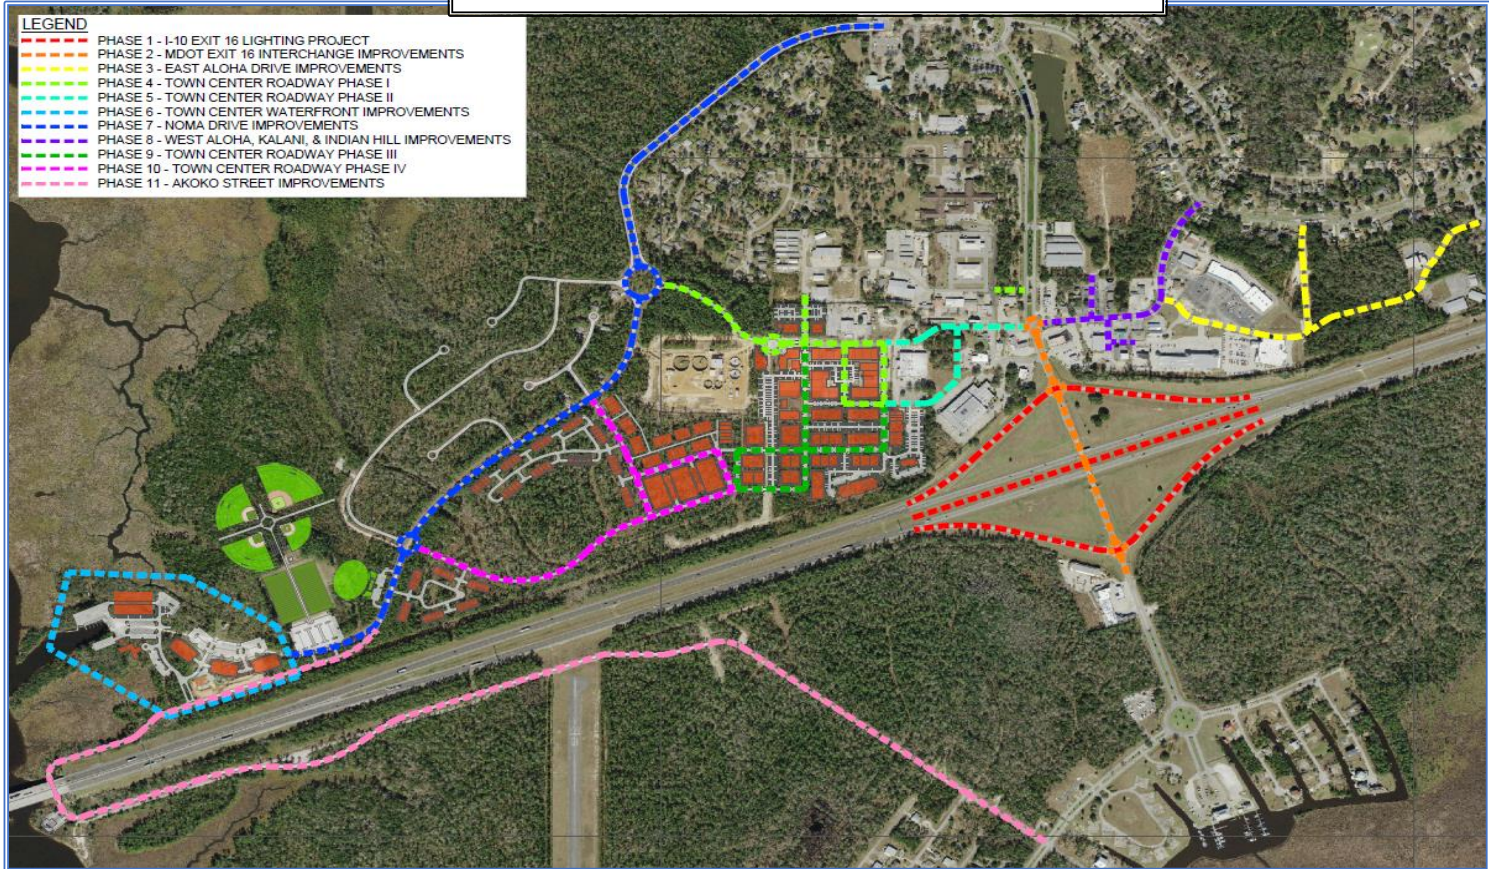 LEGEND
PHASE 1 - I-10 EXIT 16 LIGHTING PROJECT
PHASE 2 - MDOT EXIT 16 INTERCHANGE IMPROVEMENTS
PHASE 3 - EAST ALOHA DRIVE IMPROVEMENTS
PHASE 4 - TOWN CENTER ROADWAY PHASE I
PHASE 5 - TOWN CENTER ROADWAY PHASE II
PHASE 6 - TOWN CENTER WATERFRONT IMPROVEMENTS
PHASE 7 - NOMA DRIVE IMPROVEMENTS
PHASE 8 - WEST ALOHA, KALANI, & INDIAN HILL IMPROVEMENTS
PHASE 9 - TOWN CENTER ROADWAY PHASE III
PHASE 10 - TOWN CENTER ROADWAY PHASE IV
PHASE 11 - AKOKO STREET IMPROVEMENTS